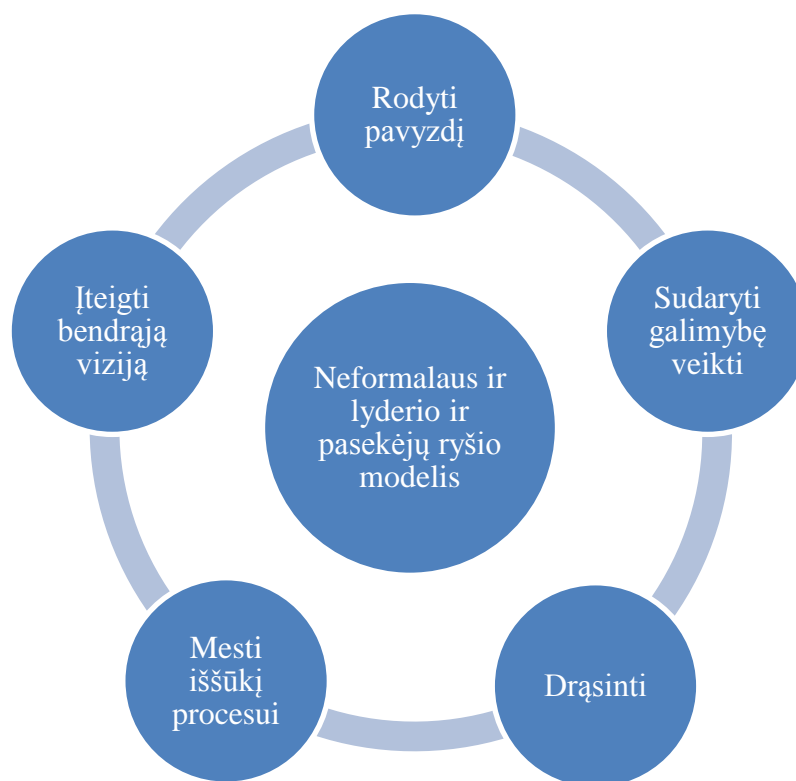 Rodyti
pavyzdį
Įteigti
bendrąją
viziją
Sudaryti
galimybę
veikti
Neformalaus ir
lyderio ir
pasekėjų ryšio
modelis
Mesti
iššūkį
procesui
Drąsinti